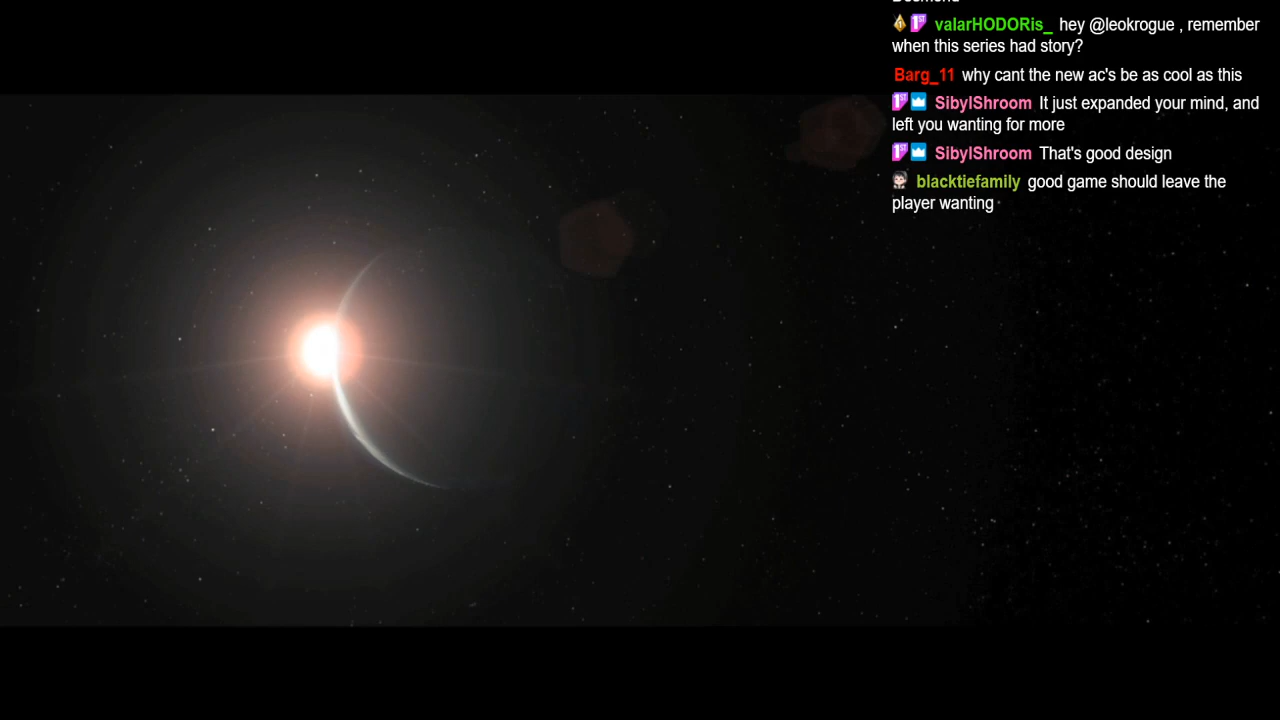 valarHODORis_ hey @leokrogue , remember
when this series had story?
Barg_11 why cant the new ac's be as cool as this
SibylShroom It just expanded your mind, and
left you wanting for more
SibylShroom That's good design
blacktiefamily good game should leave the
player wanting